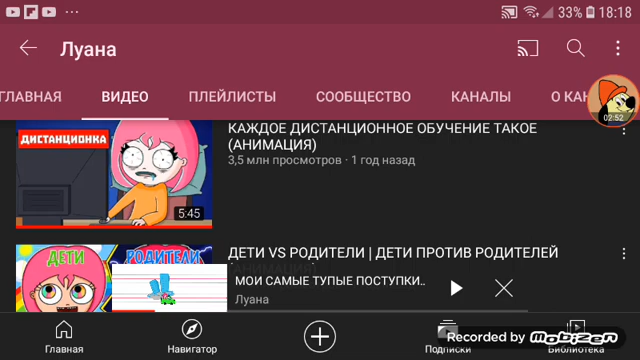 33% 18:18
Луана
ГЛАВНАЯ ВИДЕО ПЛЕЙЛИСТЫ СООБЩЕСТВО КАНАЛЫ О КАН
02:52
ДИСТАНЦИОНКА
5:45
КАЖДОЕ ДИСТАНЦИОННОЕ ОБУЧЕНИЕ ТАКОЕ
(АНИМАЦИЯ)
3,5 млн просмотров · 1 год назад
ДЕТИ РОДИТЕЛИ
ДЕТИ VS РОДИТЕЛИ | ДЕТИ ПРОТИВ РОДИТЕЛЕЙ
МОИ САМЫЕ ТУПЫЕ ПОСТУПКИ..
Луана
Главная Навигатор Подписки Библиотека
Recorded by Mobizen